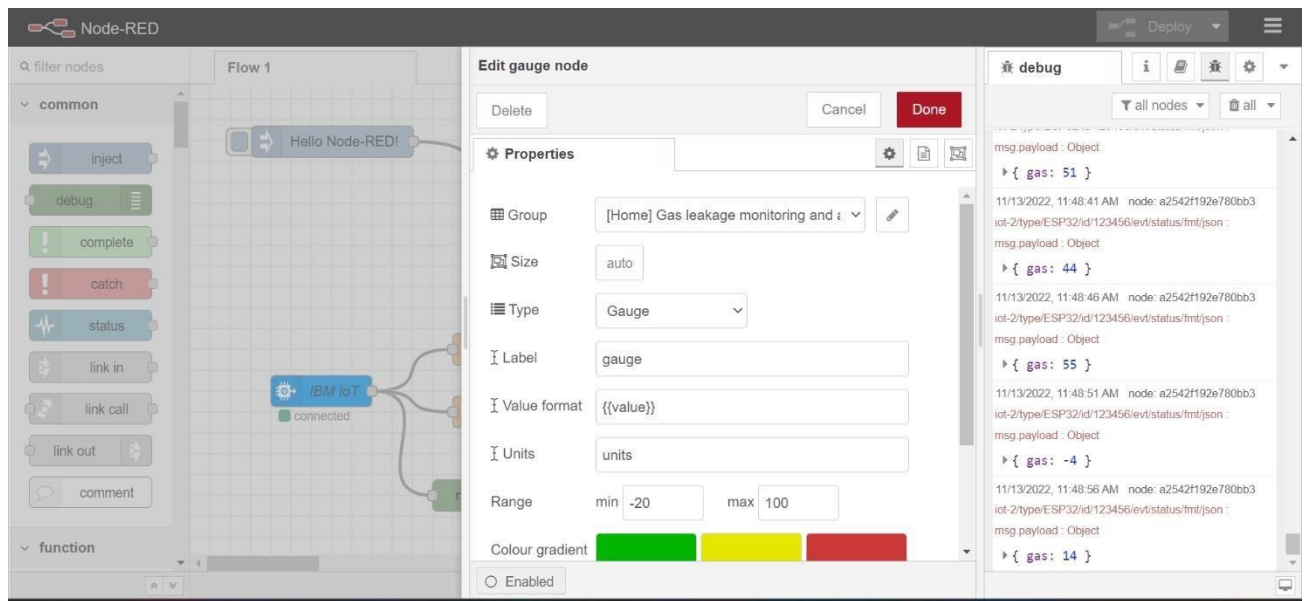 Node-RED
Deploy
filter nodes
common
inject
debug
complete
catch
status
link in
link call
link out
comment
function
Flow 1
Hello Node-RED!
IBM IoT
connected
Edit gauge node
Delete
Cancel
Done
Properties
Group
[Home] Gas leakage monitoring and
Size
auto
Type
Gauge
Label
gauge
Value format
{{value}}
Units
units
Range
min -20
max 100
Colour gradient
Enabled
debug
i
all nodes
all
msg.payload : Object
{ gas: 51 }
11/13/2022, 11:48:41 AM node: a2542f192e780bb3
iot-2/type/ESP32/id/123456/evt/status/fmt/json :
msg.payload : Object
{ gas: 44 }
11/13/2022, 11:48:46 AM node: a2542f192e780bb3
iot-2/type/ESP32/id/123456/evt/status/fmt/json :
msg.payload : Object
{ gas: 55 }
11/13/2022, 11:48:51 AM node: a2542f192e780bb3
iot-2/type/ESP32/id/123456/evt/status/fmt/json :
msg.payload : Object
{ gas: -4 }
11/13/2022, 11:48:56 AM node: a2542f192e780bb3
iot-2/type/ESP32/id/123456/evt/status/fmt/json :
msg.payload : Object
{ gas: 14 }